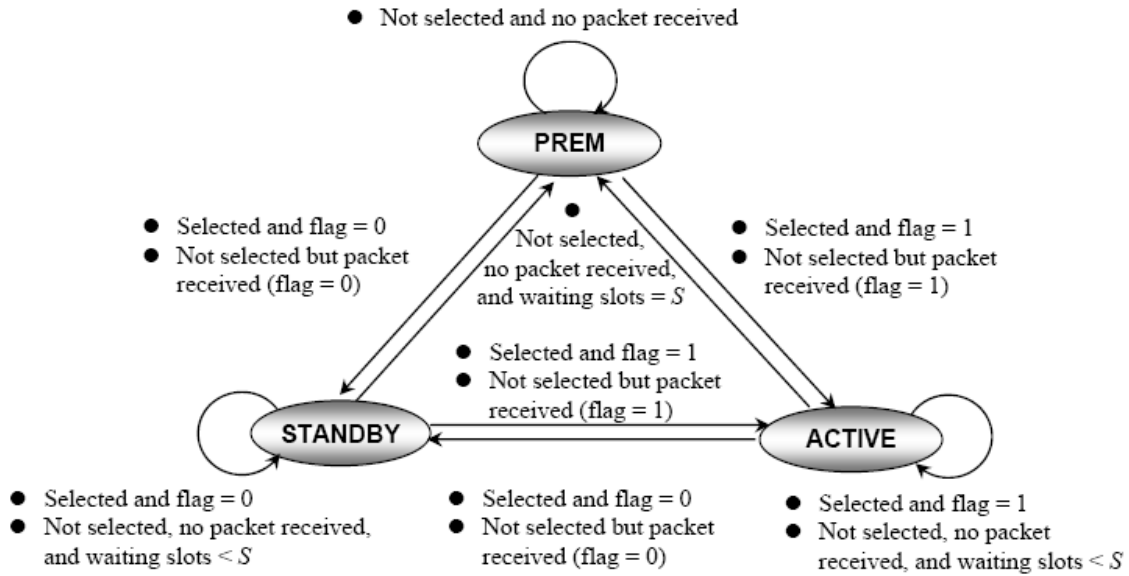 ● Not selected and no packet received
PREM
● Selected and flag = 0
● Not selected but packet
received (flag = 0)
●
Not selected,
no packet received,
and waiting slots = S
● Selected and flag = 1
● Not selected but packet
received (flag = 1)
● Selected and flag = 1
● Not selected but packet
received (flag = 1)
STANDBY
ACTIVE
● Selected and flag = 0
● Not selected, no packet received,
and waiting slots < S
● Selected and flag = 0
● Not selected but packet
received (flag = 0)
● Selected and flag = 1
● Not selected, no packet
received, and waiting slots < S